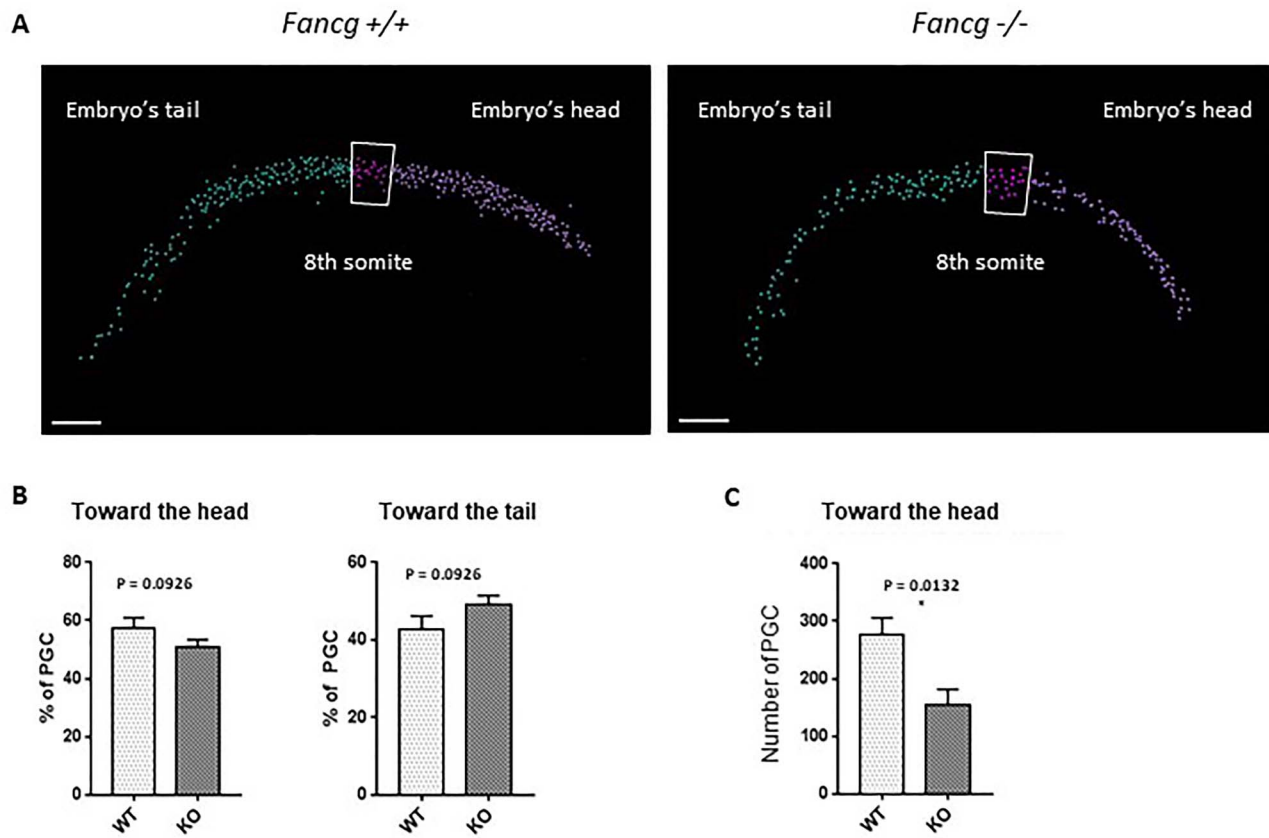 A
Fancg +/+
Fancg -/-
Embryo's tail
Embryo's head
8th somite
Embryo's tail
Embryo's head
8th somite
B
Toward the head
80
60
40
20
0
% of PGC
P = 0.0926
WT
KO
Toward the tail
60
40
20
0
% of PGC
P = 0.0926
WT
KO
C
Toward the head
400
300
200
100
0
Number of PGC
P = 0.0132
*
WT
KO